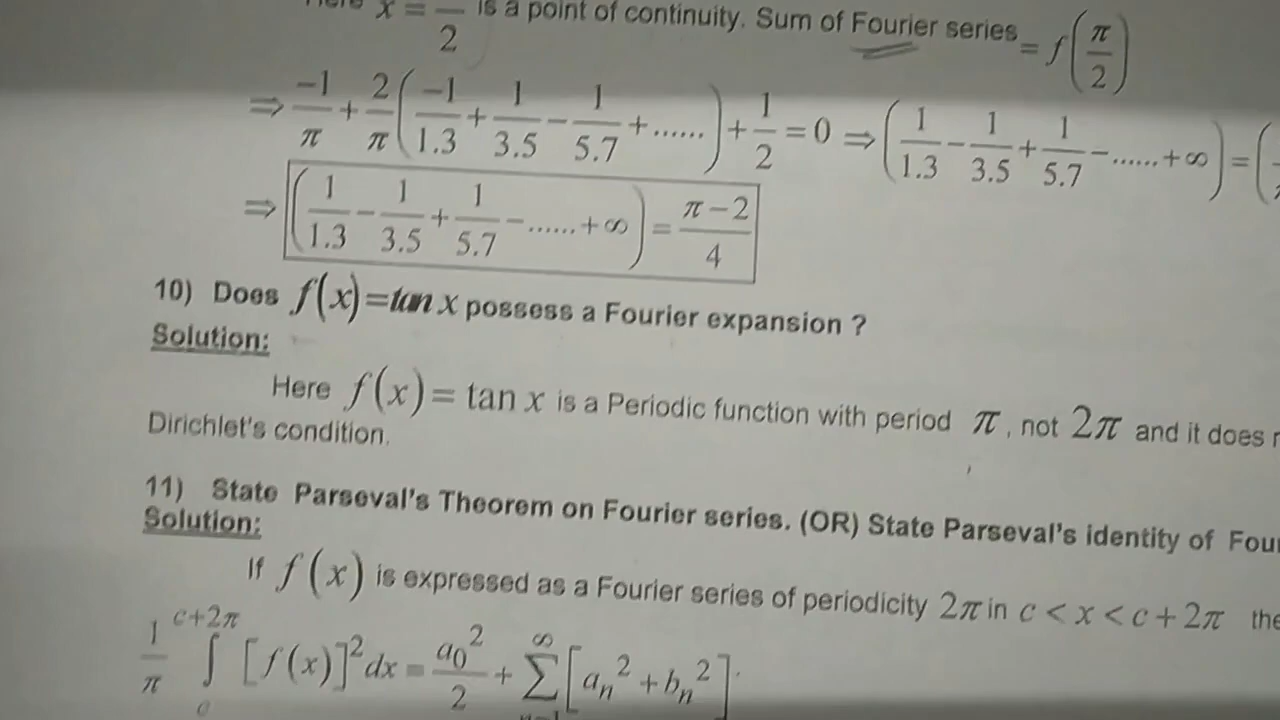 x = — / 2 is a point of continuity. Sum of Fourier series = f(π/2)
⇒ -1/π + 2/π ( -1/1.3 + 1/3.5 - 1/5.7 + ...... ) + 1/2 = 0 ⇒ ( 1/1.3 - 1/3.5 + 1/5.7 - ...... + ∞ ) = (
⇒ ( 1/1.3 - 1/3.5 + 1/5.7 - ...... + ∞ ) = π - 2 / 4
10) Does f(x) = tan x possess a Fourier expansion ?
Solution:
Here f(x) = tan x is a Periodic function with period π , not 2π and it does
Dirichlet's condition.
11) State Parseval's Theorem on Fourier series. (OR) State Parseval's identity of
Solution:
If f(x) is expressed as a Fourier series of periodicity 2π in c < x < c + 2π
1/π ∫ c+2π [f(x)]² dx = a₀²/2 + ∑ ∞ [aₙ² + bₙ²].